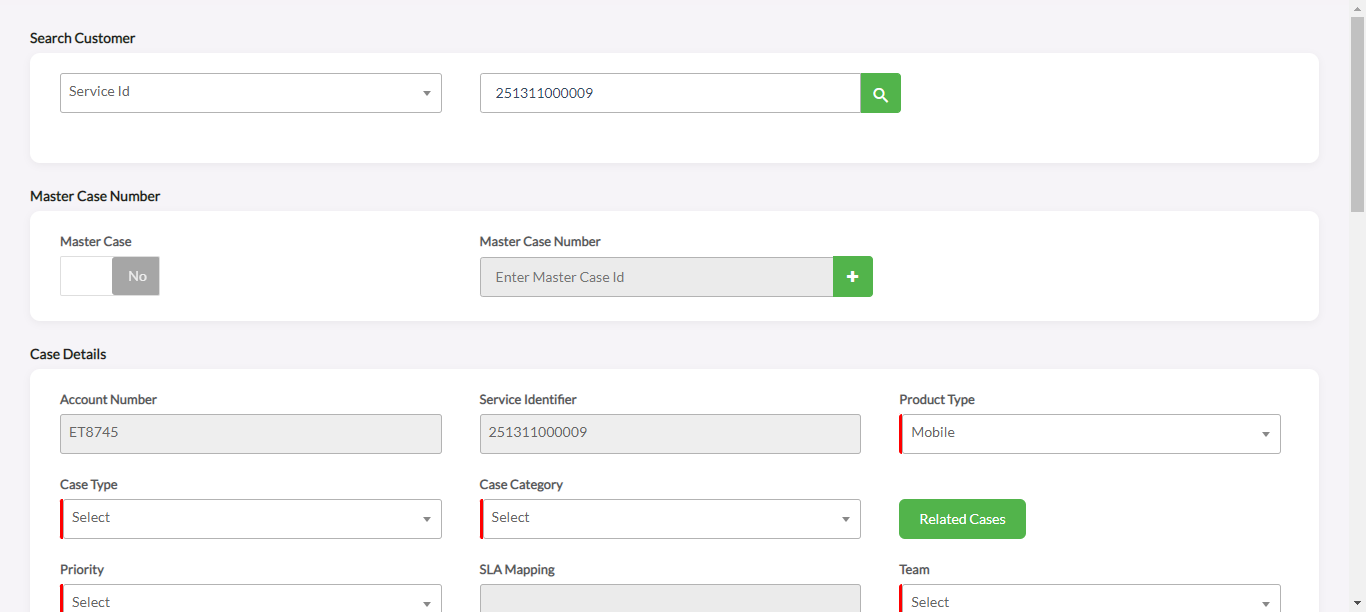 Search Customer
Service Id
251311000009
Master Case Number
Master Case
Master Case Number
No
Enter Master Case Id
Case Details
Account Number
Service Identifier
Product Type
ET8745
251311000009
Mobile
Case Type
Case Category
Select
Select
Related Cases
Priority
SLA Mapping
Team
Select
Select